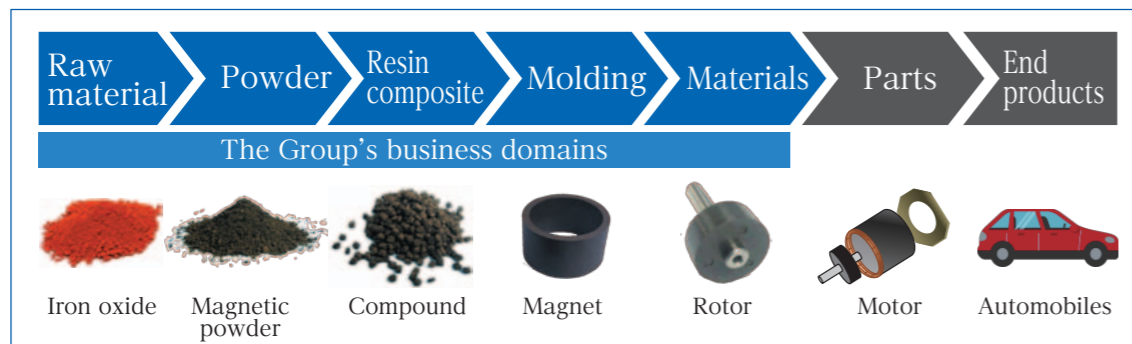 Raw
material
Powder
Resin
composite
Molding
Materials
Parts
End
products
The Group's business domains
Iron oxide
Magnetic
powder
Compound
Magnet
Rotor
Motor
Automobiles